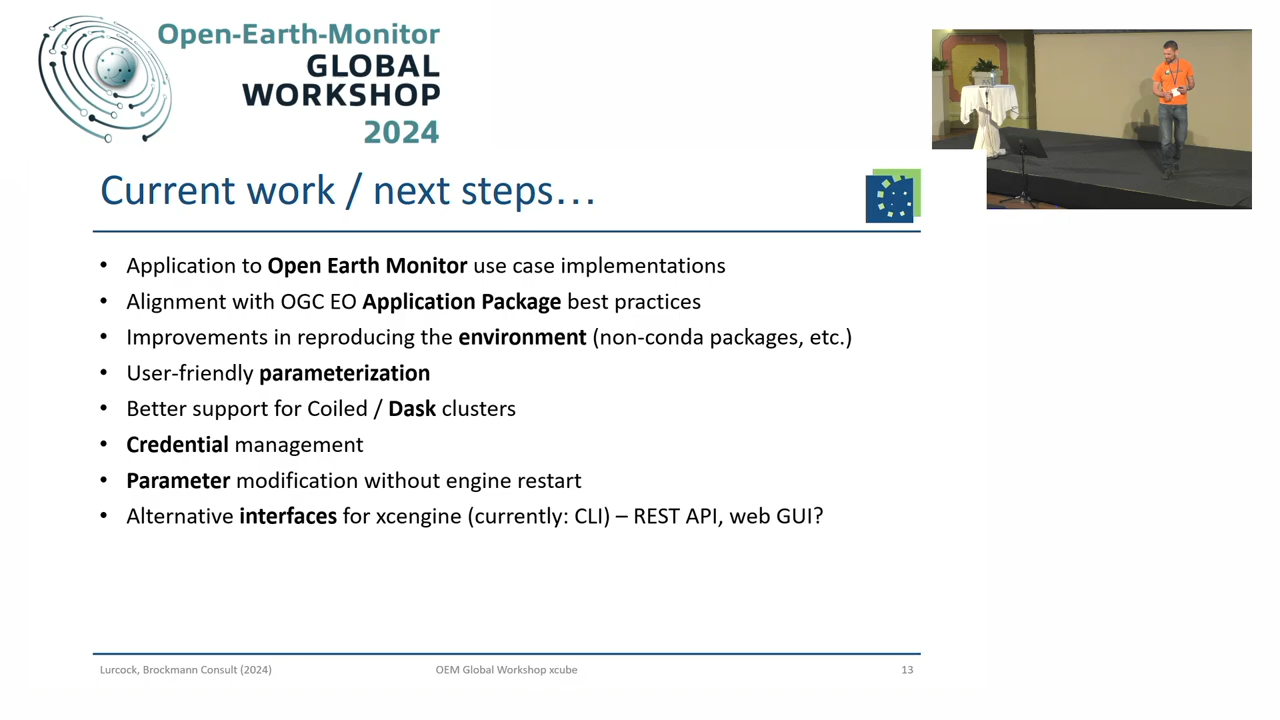 Open-Earth-Monitor
GLOBAL
WORKSHOP
2024
Current work / next steps…
• Application to Open Earth Monitor use case implementations
• Alignment with OGC EO Application Package best practices
• Improvements in reproducing the environment (non-conda packages, etc.)
• User-friendly parameterization
• Better support for Coiled / Dask clusters
• Credential management
• Parameter modification without engine restart
• Alternative interfaces for xcengine (currently: CLI) – REST API, web GUI?
Lurcock, Brockmann Consult (2024)
OEM Global Workshop xcube
13